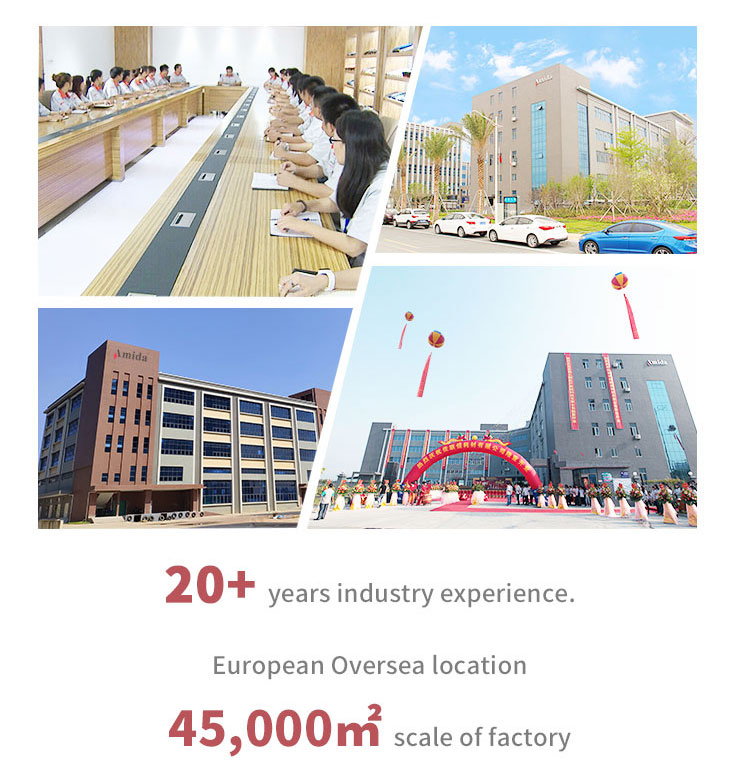 Amida
Amida
Amida
20+ years industry experience.
European Oversea location
45,000㎡ scale of factory